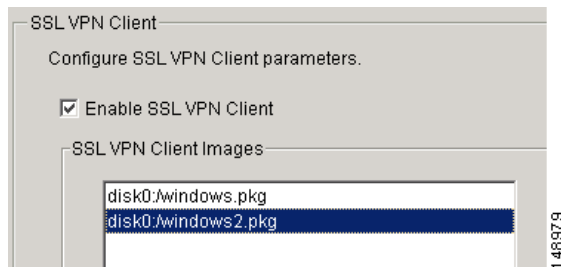 SSL VPN Client
Configure SSL VPN Client parameters.
Enable SSL VPN Client
SSL VPN Client Images
disk0:/windows.pkg
disk0:/windows2.pkg
148979